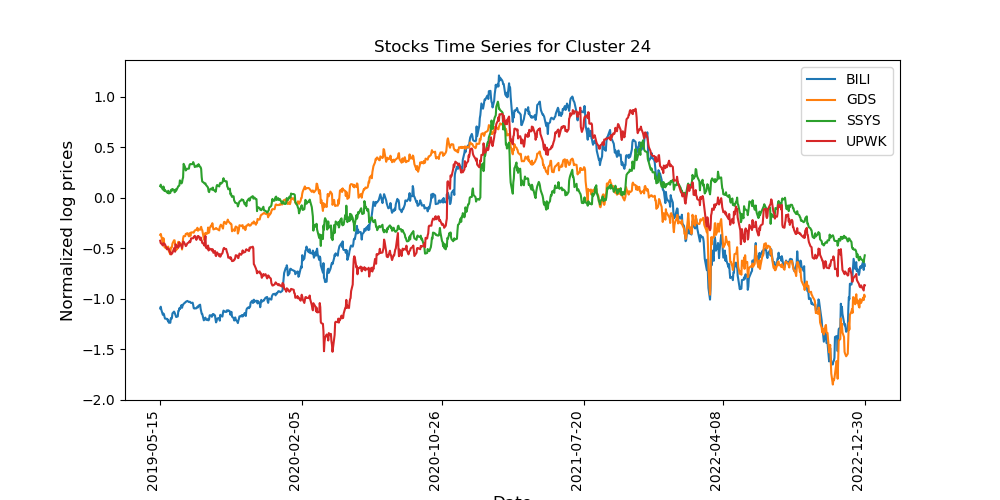 Stocks Time Series for Cluster 24
BILI
GDS
SSYS
UPWK
Normalized log prices
1.0
0.5
0.0
−0.5
−1.0
−1.5
−2.0
2019-05-15
2020-02-05
2020-10-26
2021-07-20
2022-04-08
2022-12-30
Date